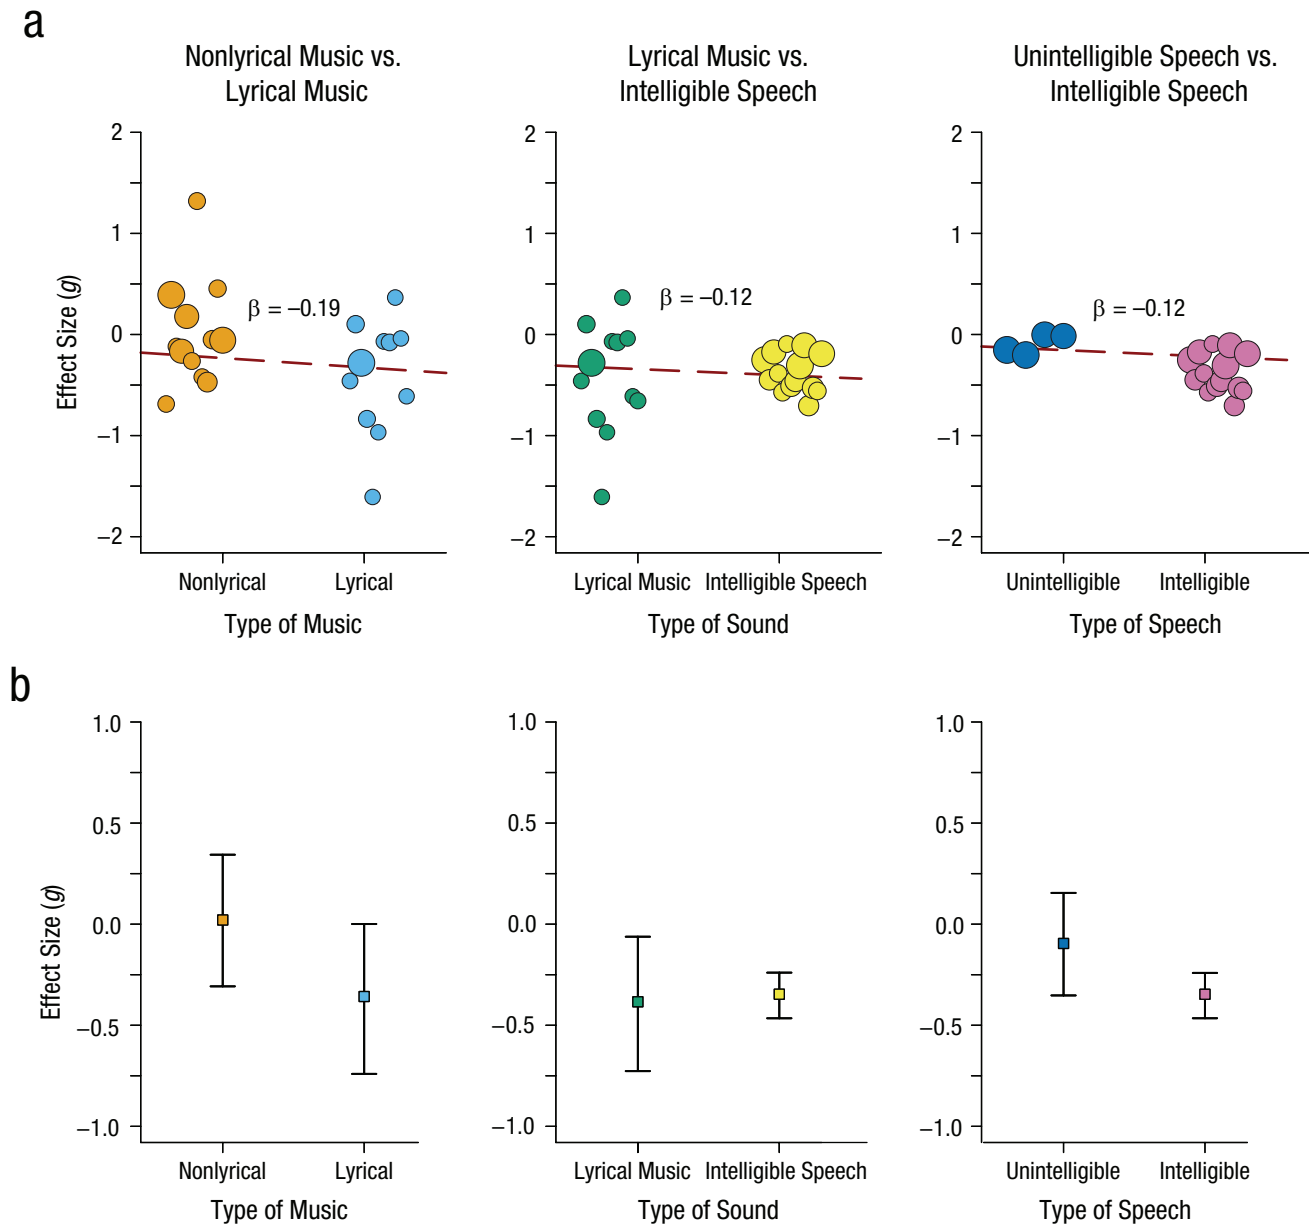 a
Nonlyrical Music vs.
Lyrical Music
2
1
0
−1
−2
Effect Size (g)
β = −0.19
Nonlyrical
Lyrical
Type of Music
Lyrical Music vs.
Intelligible Speech
2
1
0
−1
−2
β = −0.12
Lyrical Music
Intelligible Speech
Type of Sound
Unintelligible Speech vs.
Intelligible Speech
2
1
0
−1
−2
β = −0.12
Unintelligible
Intelligible
Type of Speech
b
1.0
0.5
0.0
−0.5
−1.0
Effect Size (g)
Nonlyrical
Lyrical
Type of Music
1.0
0.5
0.0
−0.5
−1.0
Lyrical Music
Intelligible Speech
Type of Sound
1.0
0.5
0.0
−0.5
−1.0
Unintelligible
Intelligible
Type of Speech